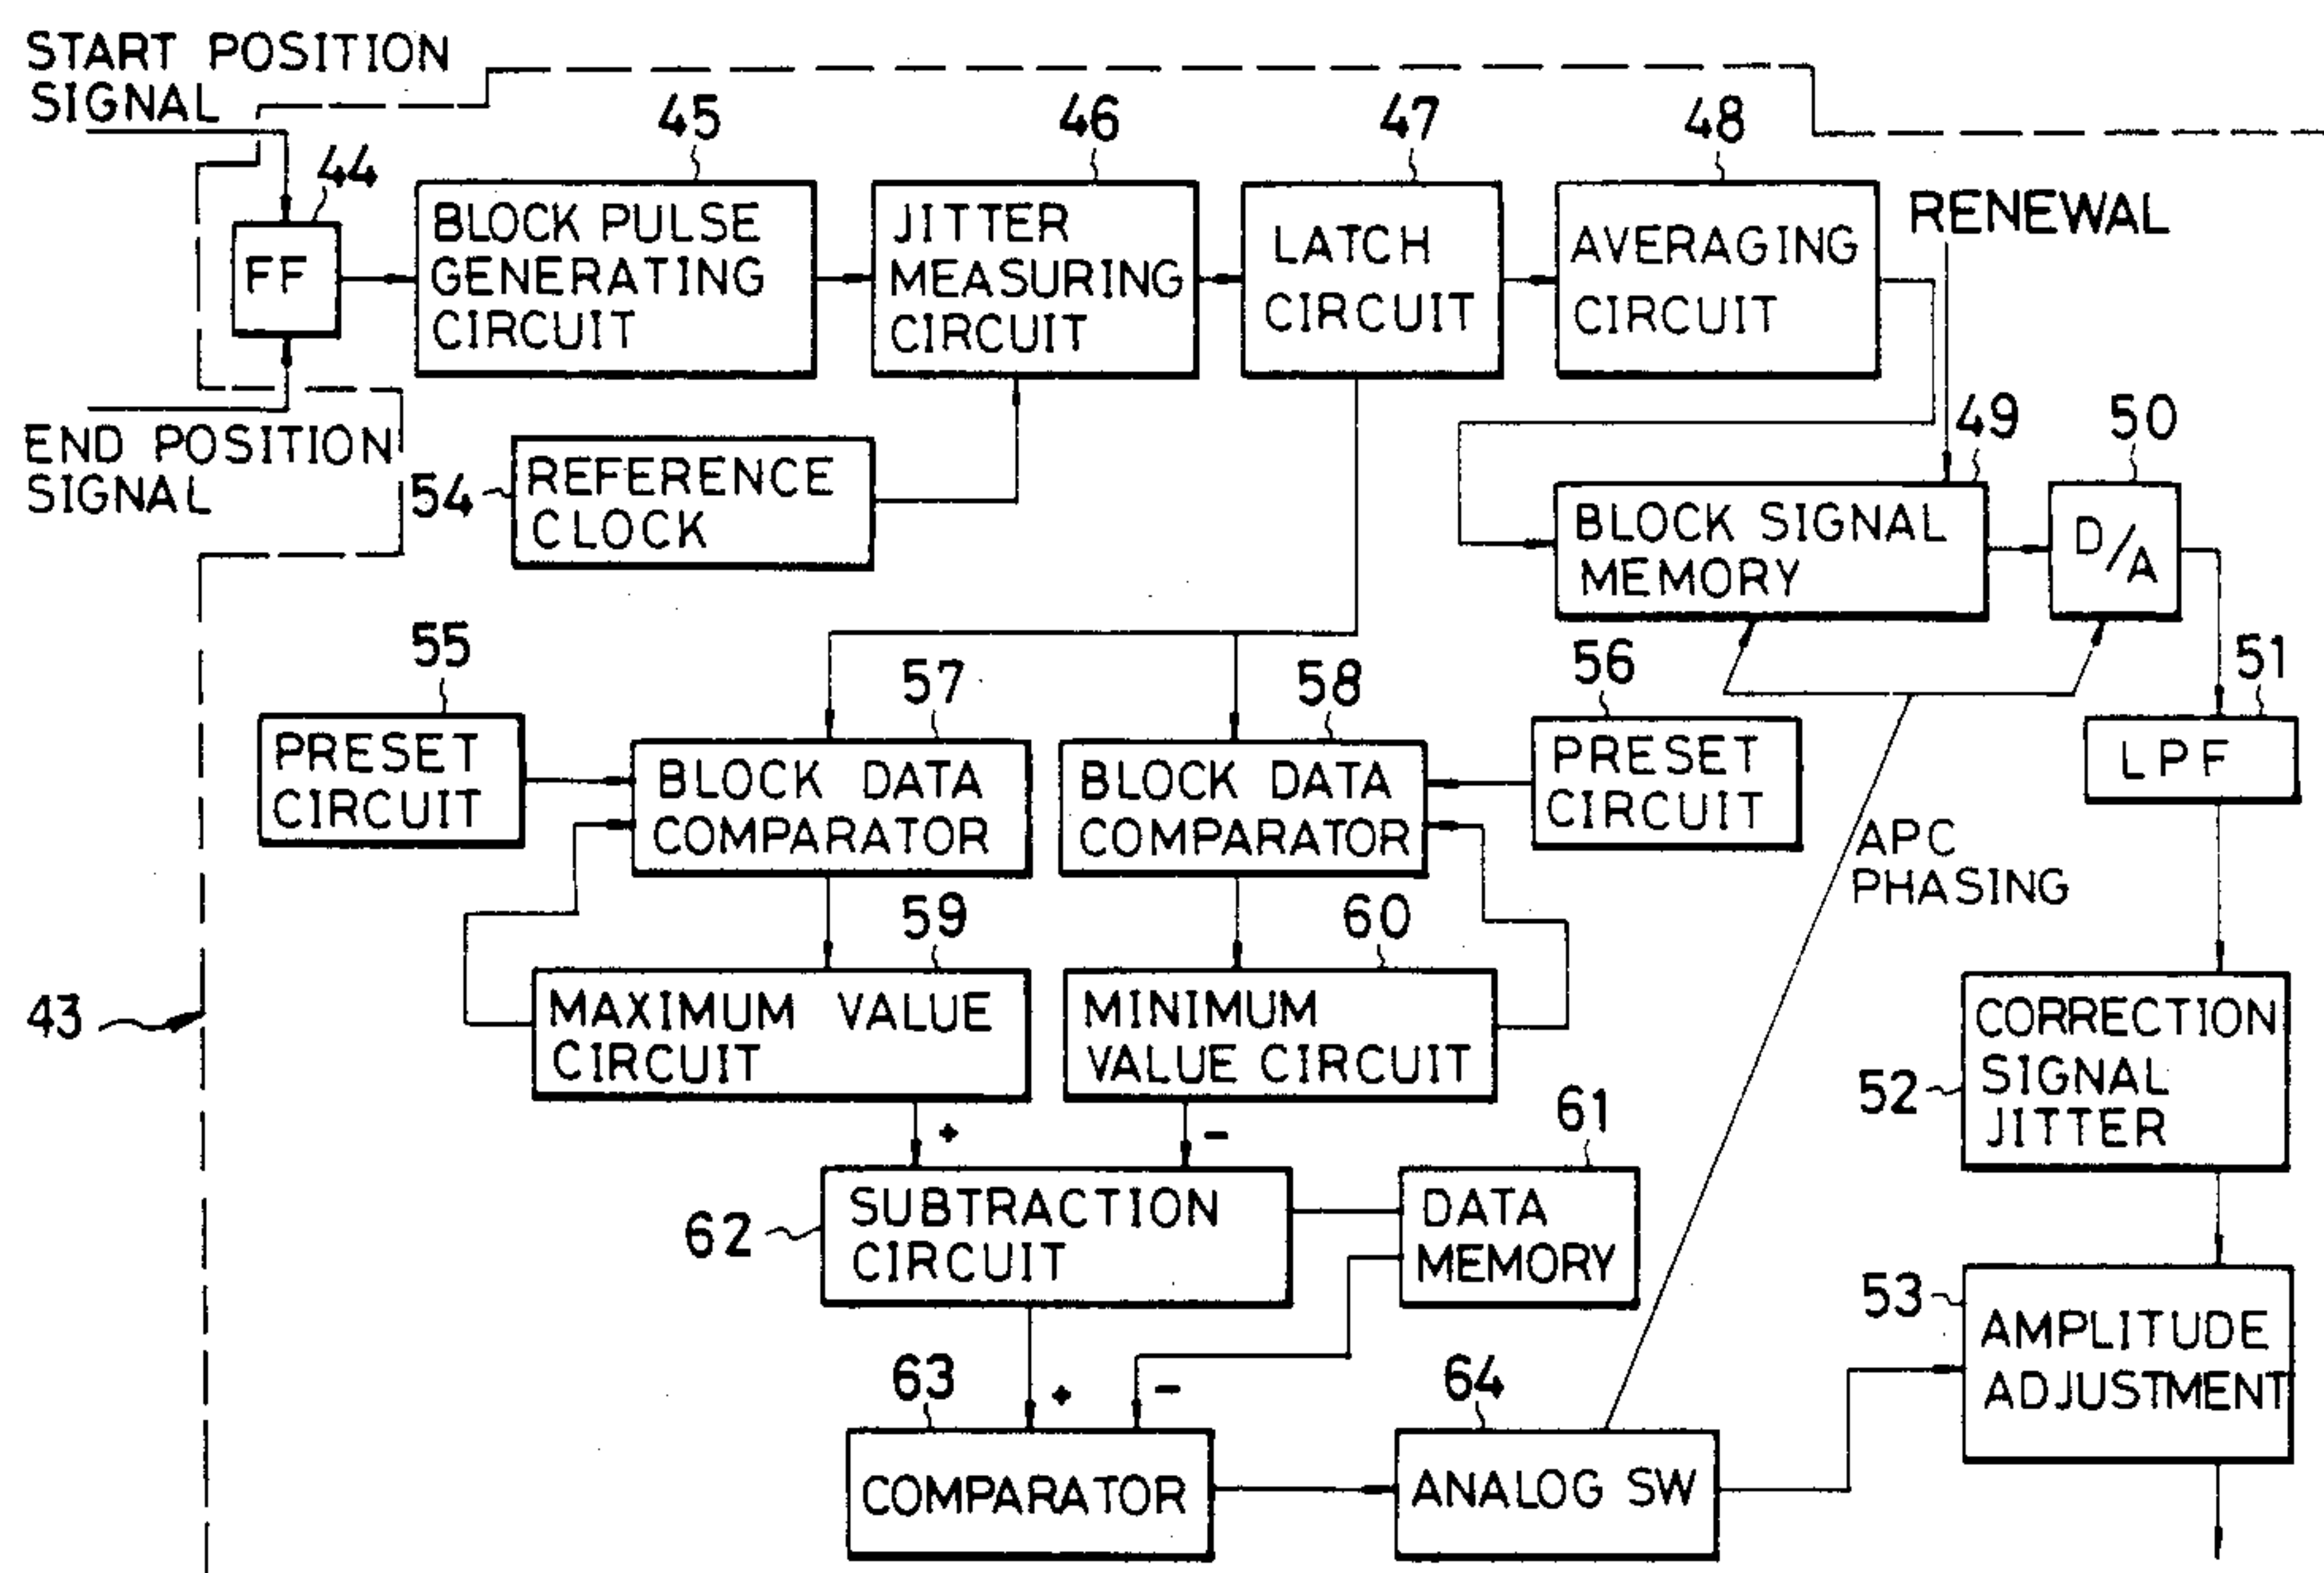 START POSITION
SIGNAL
45
46
47
48
44
FF
BLOCK PULSE
GENERATING
CIRCUIT
JITTER
MEASURING
CIRCUIT
LATCH
CIRCUIT
AVERAGING
CIRCUIT
RENEWAL
END POSITION
SIGNAL
54
REFERENCE
CLOCK
49
50
BLOCK SIGNAL
MEMORY
D/A
55
57
58
56
51
PRESET
CIRCUIT
BLOCK DATA
COMPARATOR
BLOCK DATA
COMPARATOR
PRESET
CIRCUIT
LPF
APC
PHASING
59
60
43
MAXIMUM VALUE
CIRCUIT
MINIMUM
VALUE CIRCUIT
52
CORRECTION
SIGNAL
JITTER
+
-
61
62
SUBTRACTION
CIRCUIT
DATA
MEMORY
53
AMPLITUDE
ADJUSTMENT
63
+
-
64
COMPARATOR
ANALOG SW